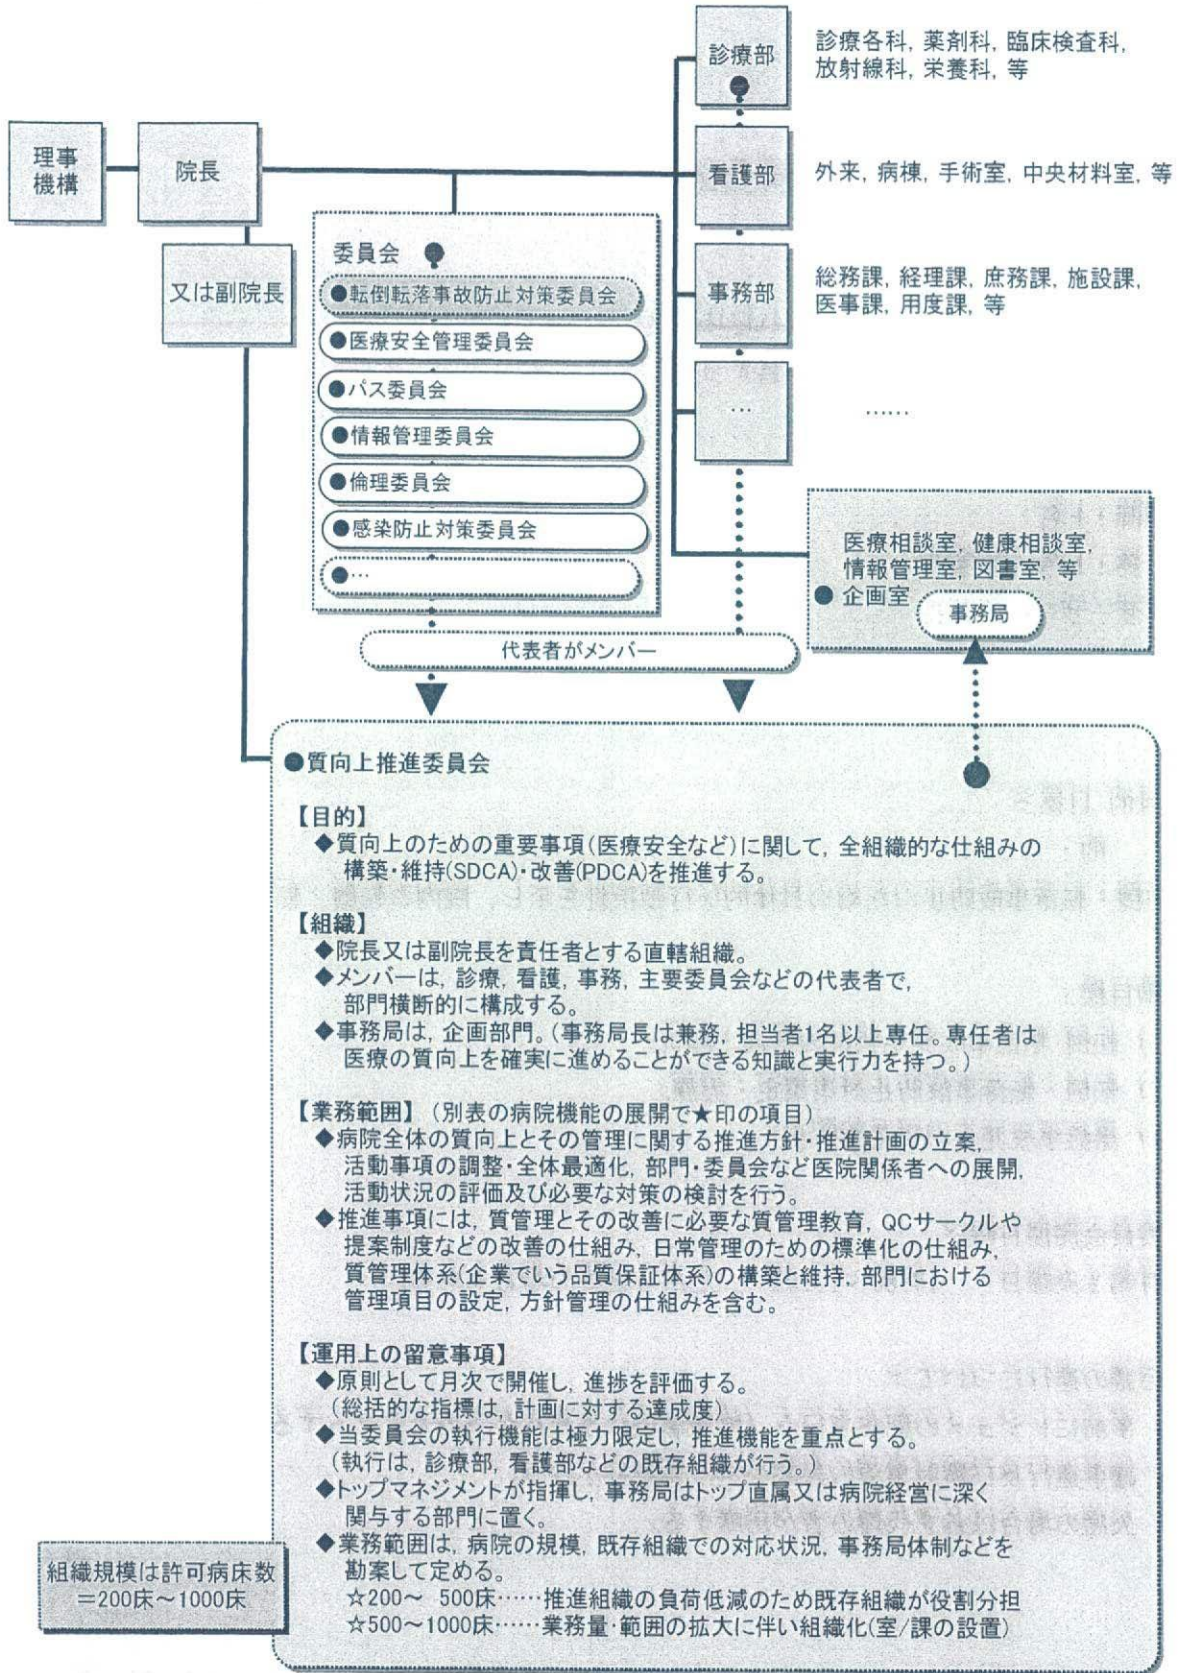 診療部
診療各科, 薬剤科, 臨床検査科,
放射線科, 栄養科, 等
理事
機構
院長
看護部
外来, 病棟, 手術室, 中央材料室, 等
又は副院長
委員会
●転倒転落事故防止対策委員会
●医療安全管理委員会
●パス委員会
●情報管理委員会
●倫理委員会
●感染防止対策委員会
●…
事務部
総務課, 経理課, 庶務課, 施設課,
医事課, 用度課, 等
…
……
医療相談室, 健康相談室,
情報管理室, 図書室, 等
●企画室
事務局
代表者がメンバー
●質向上推進委員会
【目的】
◆質向上のための重要事項(医療安全など)に関して, 全組織的な仕組みの
構築・維持(SDCA)・改善(PDCA)を推進する。
【組織】
◆院長又は副院長を責任者とする直轄組織。
◆メンバーは, 診療, 看護, 事務, 主要委員会などの代表者で,
部門横断的に構成する。
◆事務局は, 企画部門。(事務局長は兼務, 担当者1名以上専任。専任者は
医療の質向上を確実に進めることができる知識と実行力を持つ。)
【業務範囲】(別表の病院機能の展開で★印の項目)
◆病院全体の質向上とその管理に関する推進方針・推進計画の立案,
活動事項の調整・全体最適化, 部門・委員会など医院関係者への展開,
活動状況の評価及び必要な対策の検討を行う。
◆推進事項には, 質管理とその改善に必要な質管理教育, QCサークルや
提案制度などの改善の仕組み, 日常管理のための標準化の仕組み,
質管理体系(企業でいう品質保証体系)の構築と維持, 部門における
管理項目の設定, 方針管理の仕組みを含む。
【運用上の留意事項】
◆原則として月次で開催し, 進捗を評価する。
(総括的な指標は, 計画に対する達成度)
◆当委員会の執行機能は極力限定し, 推進機能を重点とする。
(執行は, 診療部, 看護部などの既存組織が行う。)
◆トップマネジメントが指揮し, 事務局はトップ直属又は病院経営に深く
関与する部門に置く。
◆業務範囲は, 病院の規模, 既存組織での対応状況, 事務局体制などを
勘案して定める。
☆200～ 500床……推進組織の負荷低減のため既存組織が役割分担
☆500～1000床……業務量・範囲の拡大に伴い組織化(室/課の設置)
組織規模は許可病床数
=200床～1000床